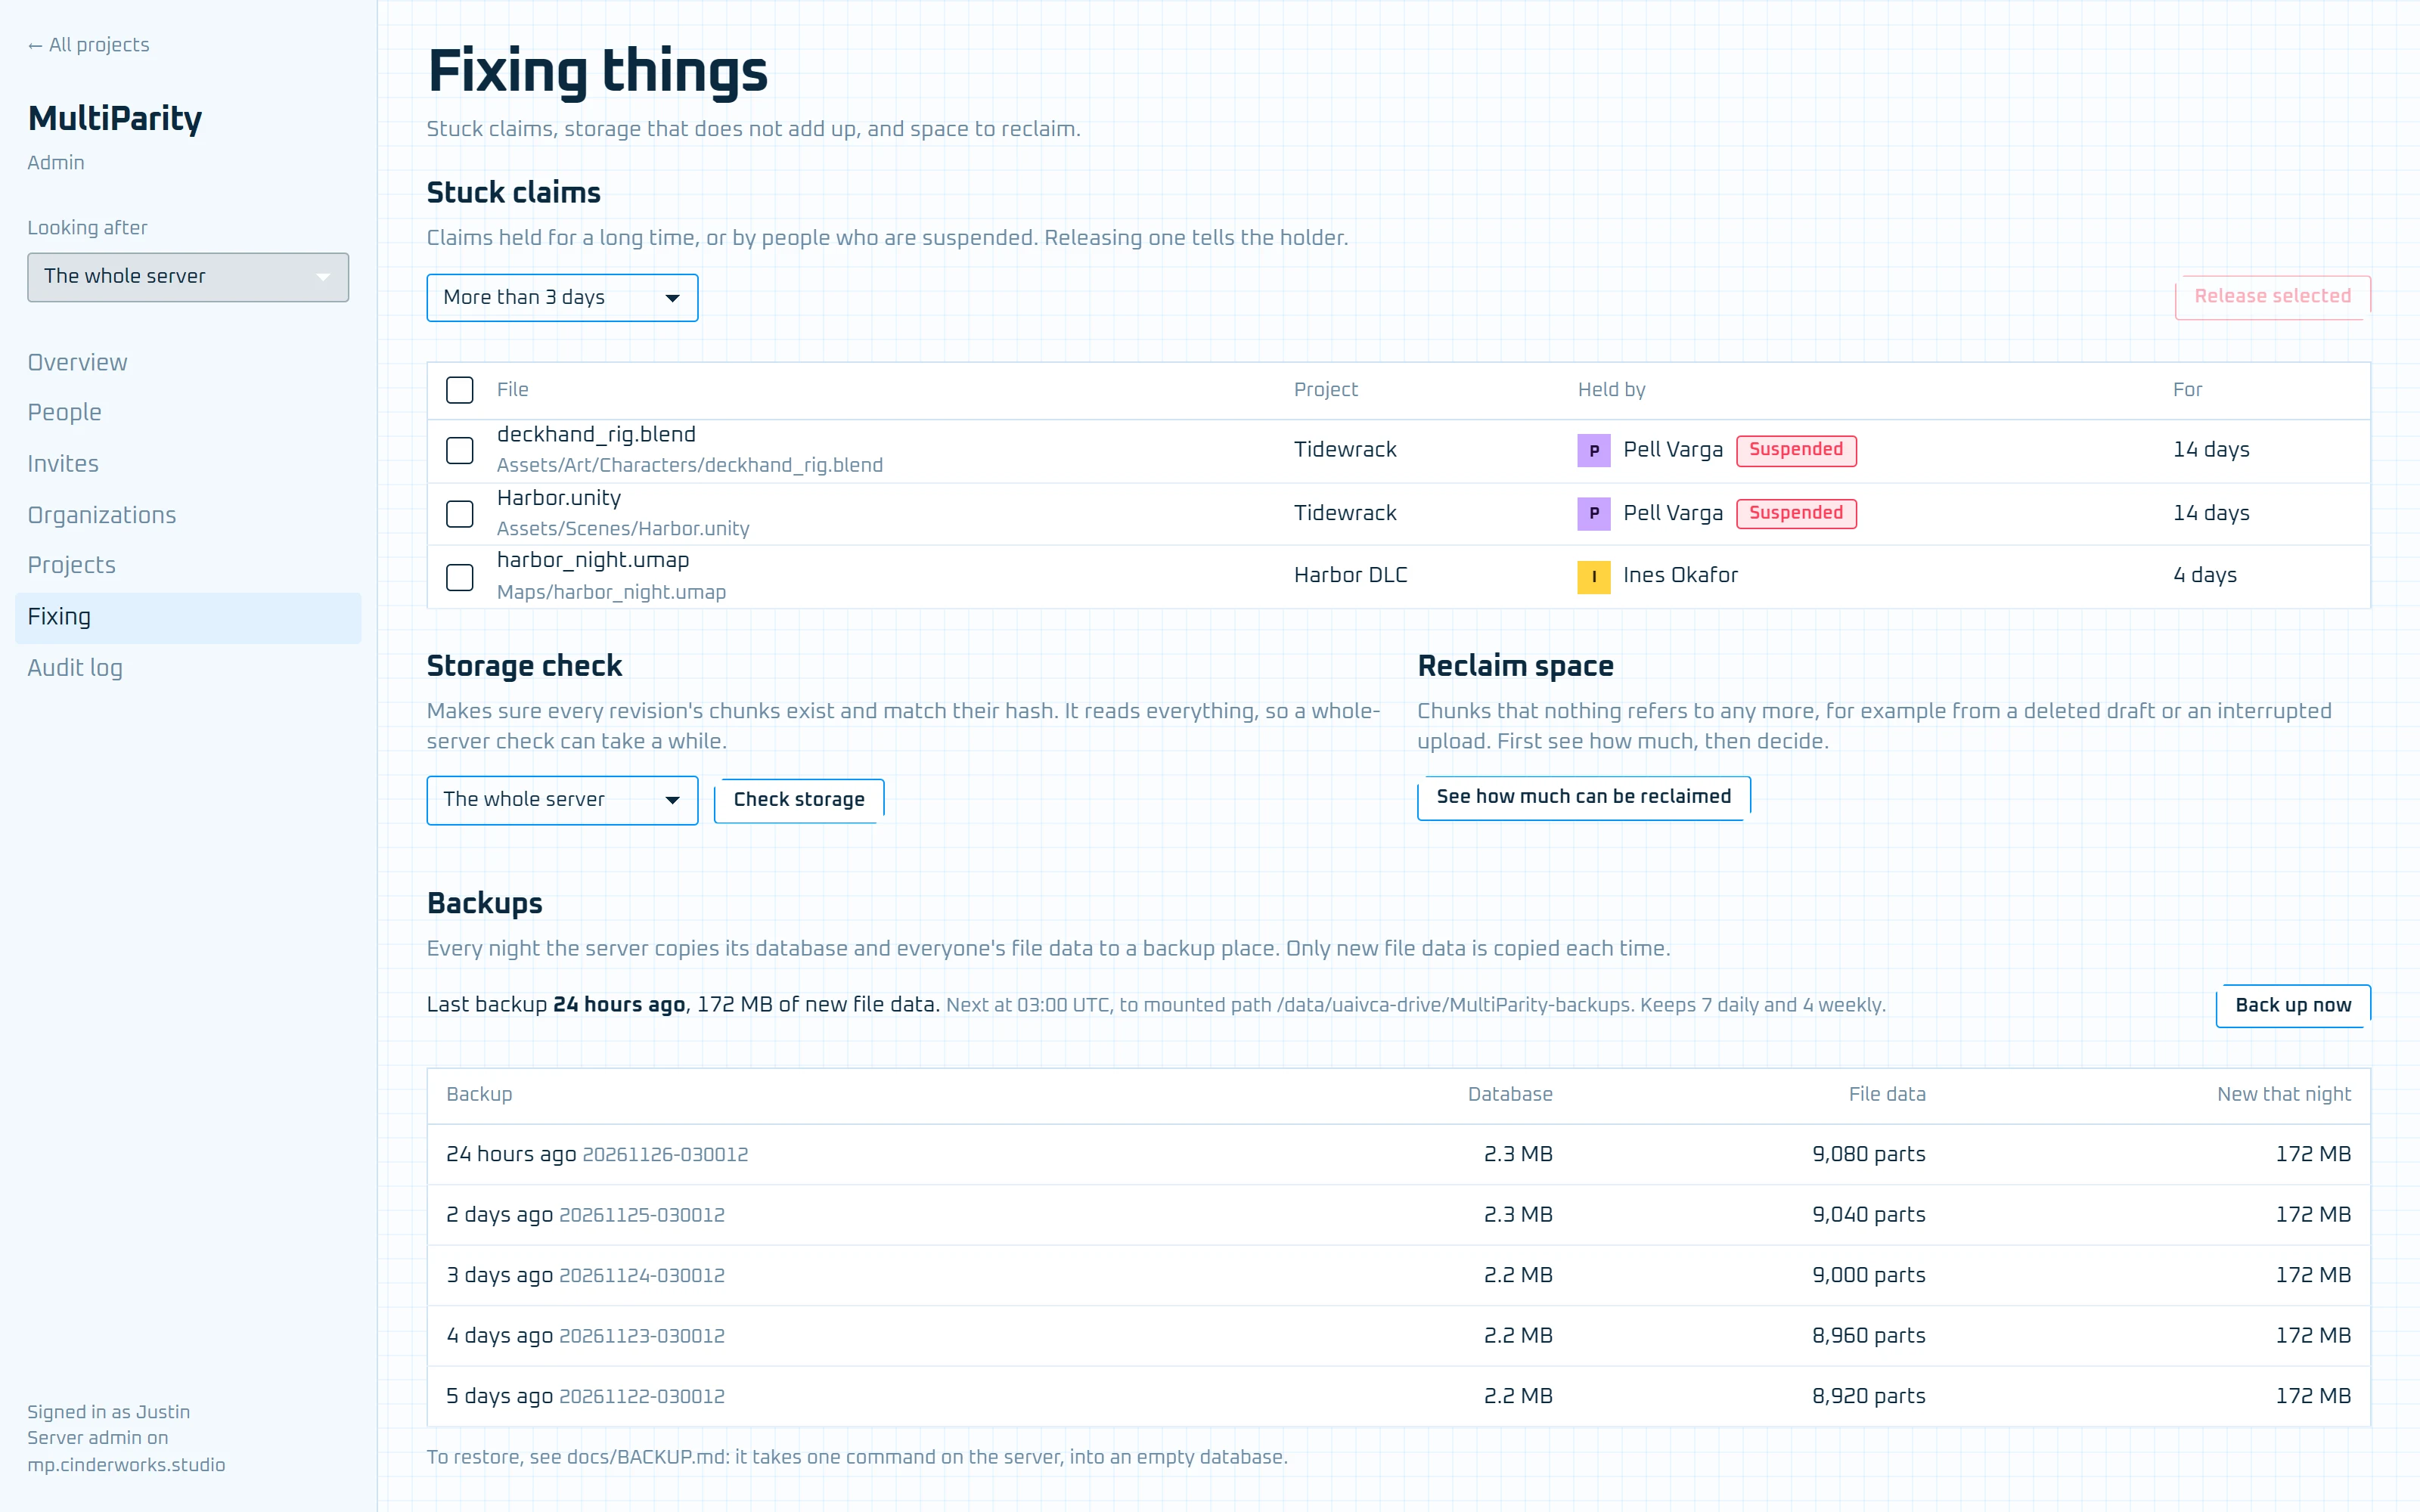 ← All projects
MultiParity
Admin
Looking after
The whole server
Overview
People
Invites
Organizations
Projects
Fixing
Audit log
Signed in as Justin
Server admin on
mp.cinderworks.studio
Fixing things
Stuck claims, storage that does not add up, and space to reclaim.
Stuck claims
Claims held for a long time, or by people who are suspended. Releasing one tells the holder.
More than 3 days
Release selected
File Project Held by For
deckhand_rig.blend
Assets/Art/Characters/deckhand_rig.blend
Tidewrack P Pell Varga Suspended 14 days
Harbor.unity
Assets/Scenes/Harbor.unity
Tidewrack P Pell Varga Suspended 14 days
harbor_night.umap
Maps/harbor_night.umap
Harbor DLC I Ines Okafor 4 days
Storage check
Makes sure every revision's chunks exist and match their hash. It reads everything, so a whole-
server check can take a while.
The whole server Check storage
Reclaim space
Chunks that nothing refers to any more, for example from a deleted draft or an interrupted
upload. First see how much, then decide.
See how much can be reclaimed
Backups
Every night the server copies its database and everyone's file data to a backup place. Only new file data is copied each time.
Last backup 24 hours ago, 172 MB of new file data. Next at 03:00 UTC, to mounted path /data/uaivca-drive/MultiParity-backups. Keeps 7 daily and 4 weekly.
Back up now
Backup Database File data New that night
24 hours ago 20261126-030012 2.3 MB 9,080 parts 172 MB
2 days ago 20261125-030012 2.3 MB 9,040 parts 172 MB
3 days ago 20261124-030012 2.2 MB 9,000 parts 172 MB
4 days ago 20261123-030012 2.2 MB 8,960 parts 172 MB
5 days ago 20261122-030012 2.2 MB 8,920 parts 172 MB
To restore, see docs/BACKUP.md: it takes one command on the server, into an empty database.